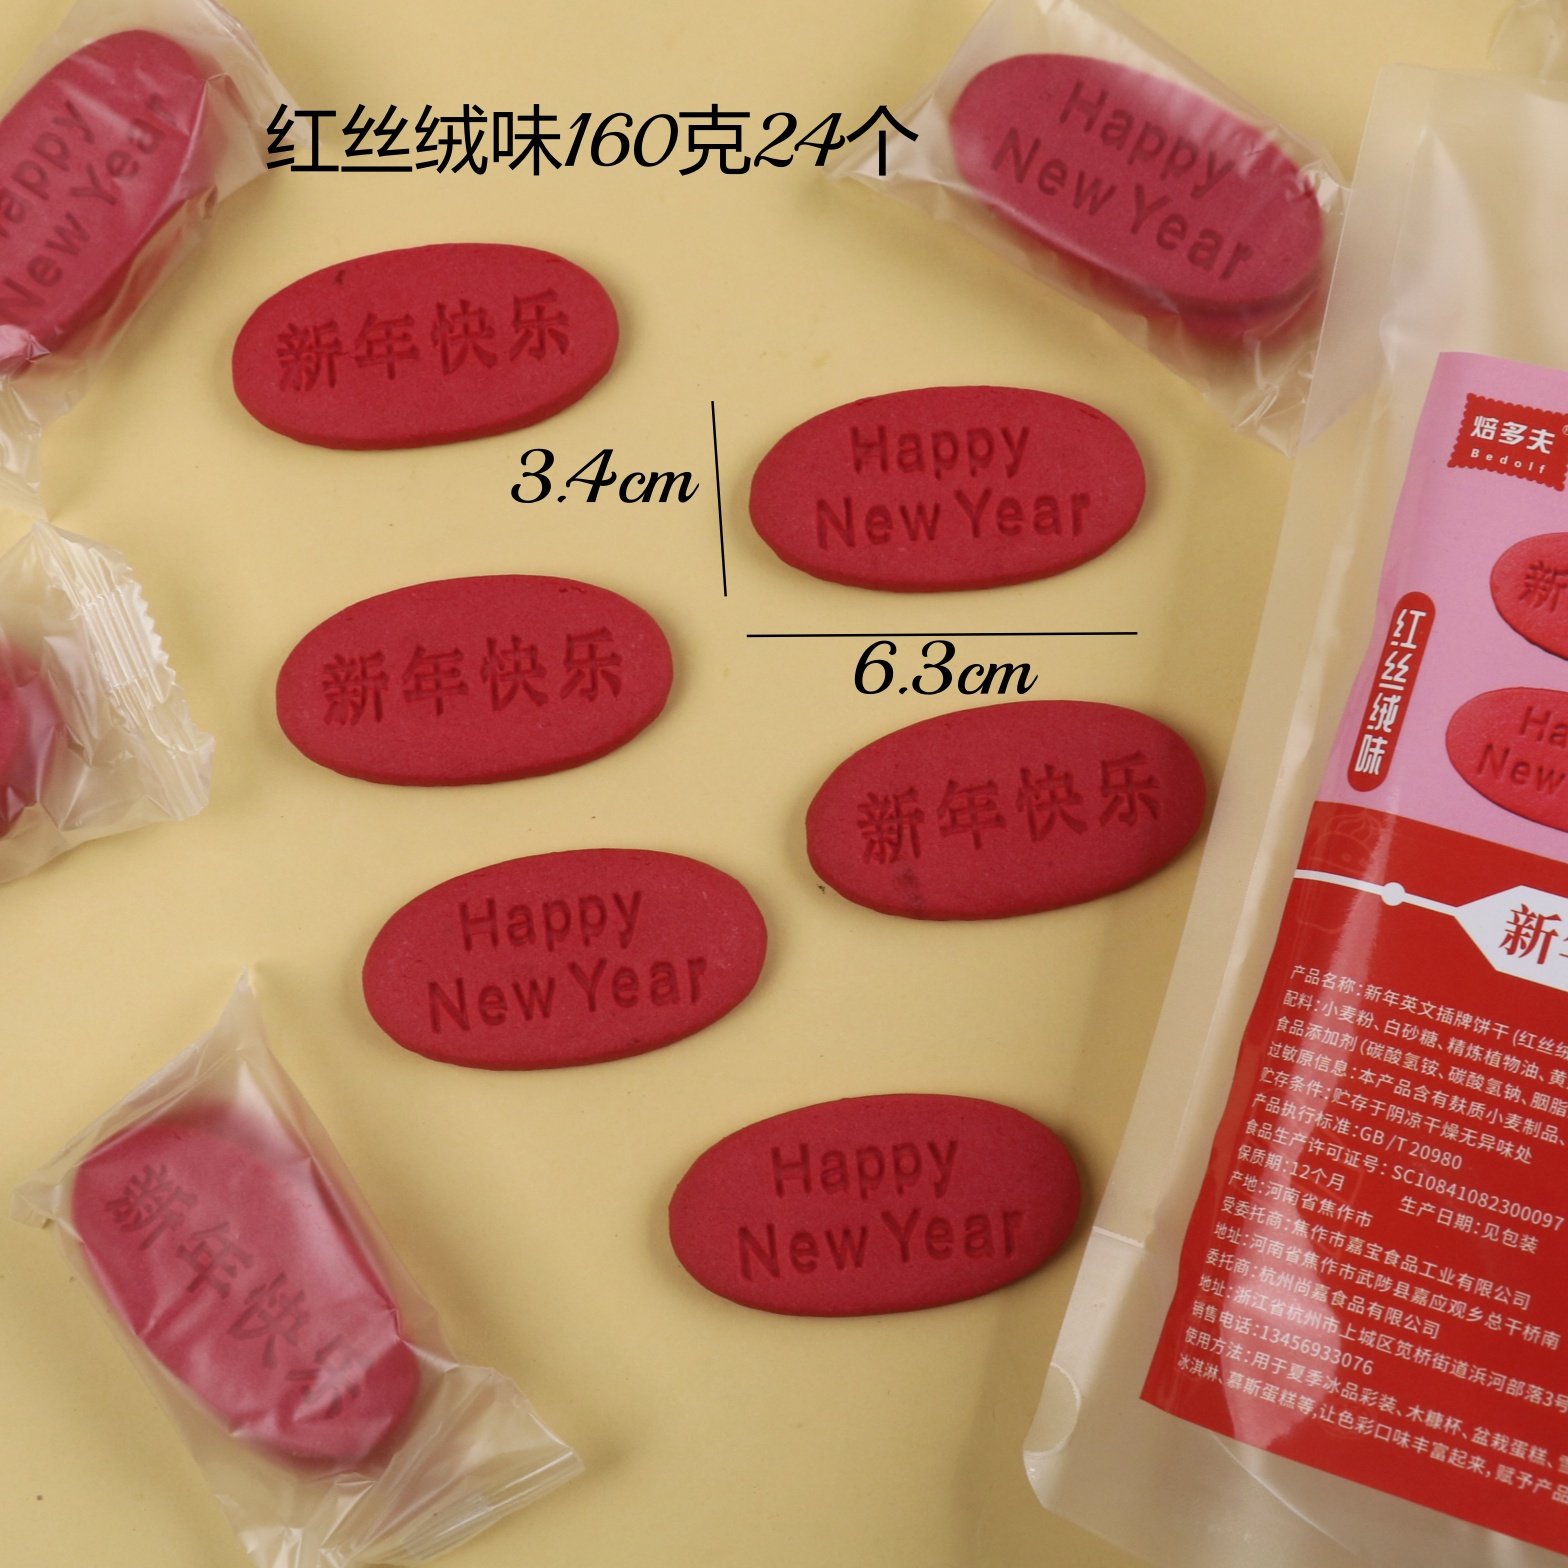 红丝绒味160克24个
appy
New Year
Happy
New Year
新年快乐
Happy
New Year
3.4cm
6.3cm
新年快乐
新年快乐
Happy
New Year
Happy
New Year
新年快乐
焙多夫
Bedolf
红丝绒味
新
Ha
New
新年
产品名称:新年英文插牌饼干(红丝绒
配料:小麦粉、白砂糖、精炼植物油、黄
食品添加剂(碳酸氢铵、碳酸氢钠、胭脂
过敏原信息:本产品含有麸质小麦制品、
贮存条件:贮存于阴凉干燥无异味处
产品执行标准:GB/T20980
食品生产许可证号:SC1084108230097
保质期:12个月 生产日期:见包装
产地:河南省焦作市
受委托商:焦作市嘉宝食品工业有限公司
地址:河南省焦作市武陟县嘉应观乡总干桥南
委托商:杭州尚嘉食品有限公司
地址:浙江省杭州市上城区笕桥街道浜河部落3号
销售电话:13456933076
使用方法:用于夏季冰品彩装、木糠杯、盆栽蛋糕、雪
冰淇淋、慕斯蛋糕等,让色彩口味丰富起来,赋予产品